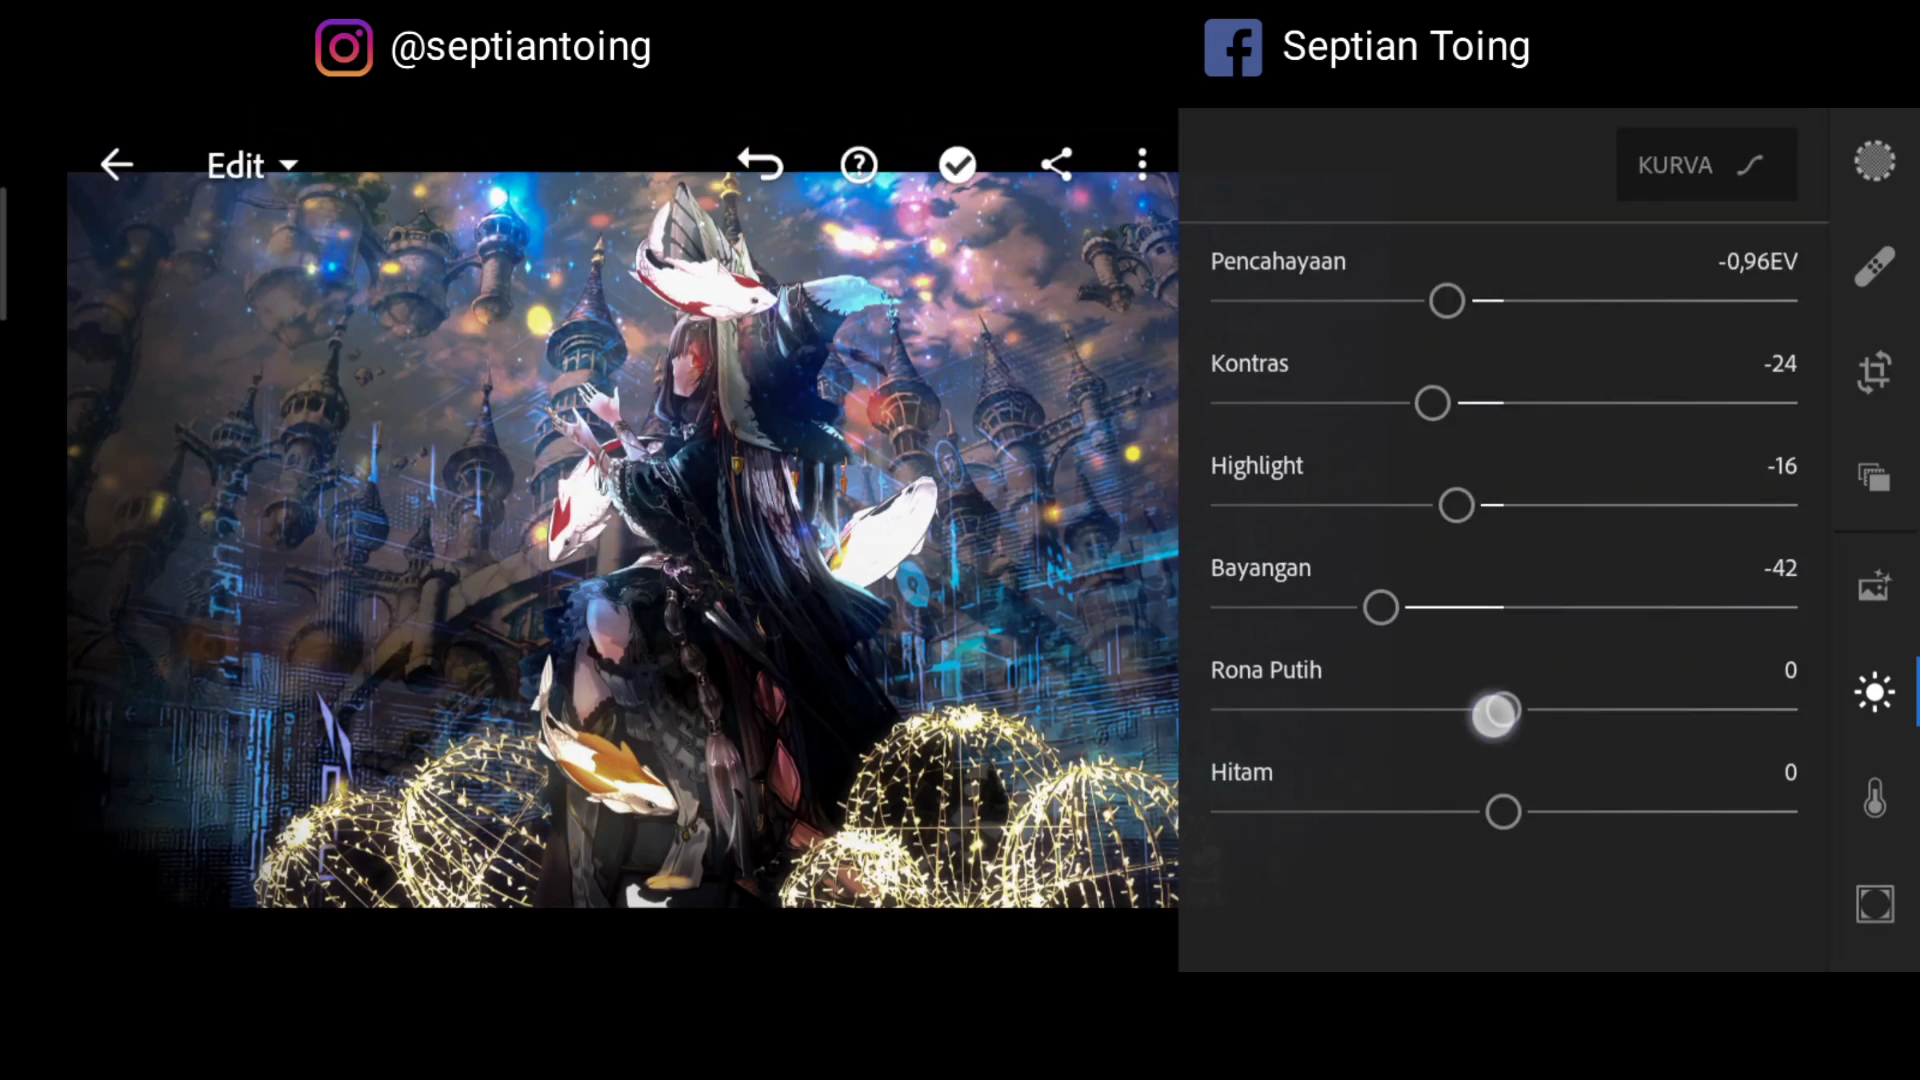 @septiantoing
Septian Toing
Edit
KURVA
Pencahayaan -0,96EV
Kontras -24
Highlight -16
Bayangan -42
Rona Putih 0
Hitam 0